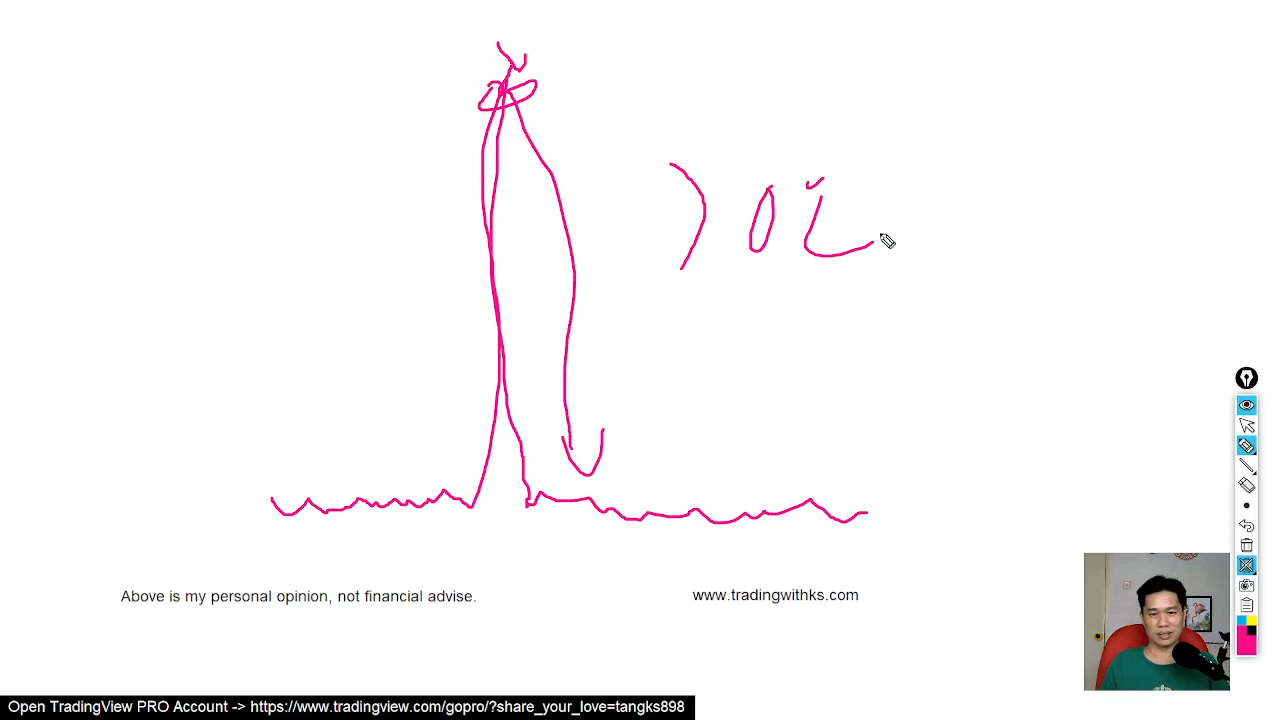 Above is my personal opinion, not financial advise.
www.tradingwithks.com
Open TradingView PRO Account -> https://www.tradingview.com/gopro/?share_your_love=tangks898